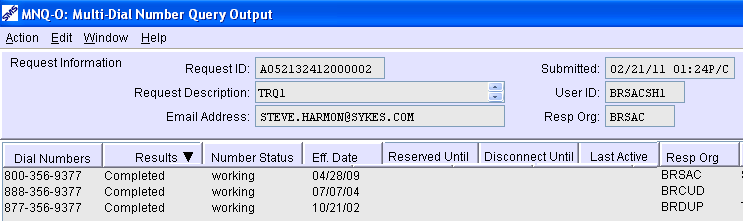 SMS MNQ-O: Multi-Dial Number Query Output
Action Edit Window Help
Request Information
Request ID: A052132412000002 Submitted: 02/21/11 01:24P/C
Request Description: TRQ1 User ID: BRSACSH1
Email Address: STEVE.HARMON@SYKES.COM Resp Org: BRSAC
Dial Numbers Results ▼ Number Status Eff. Date Reserved Until Disconnect Until Last Active Resp Org
800-356-9377 Completed working 04/28/09 BRSAC
888-356-9377 Completed working 07/07/04 BRCUD
877-356-9377 Completed working 10/21/02 BRDUP